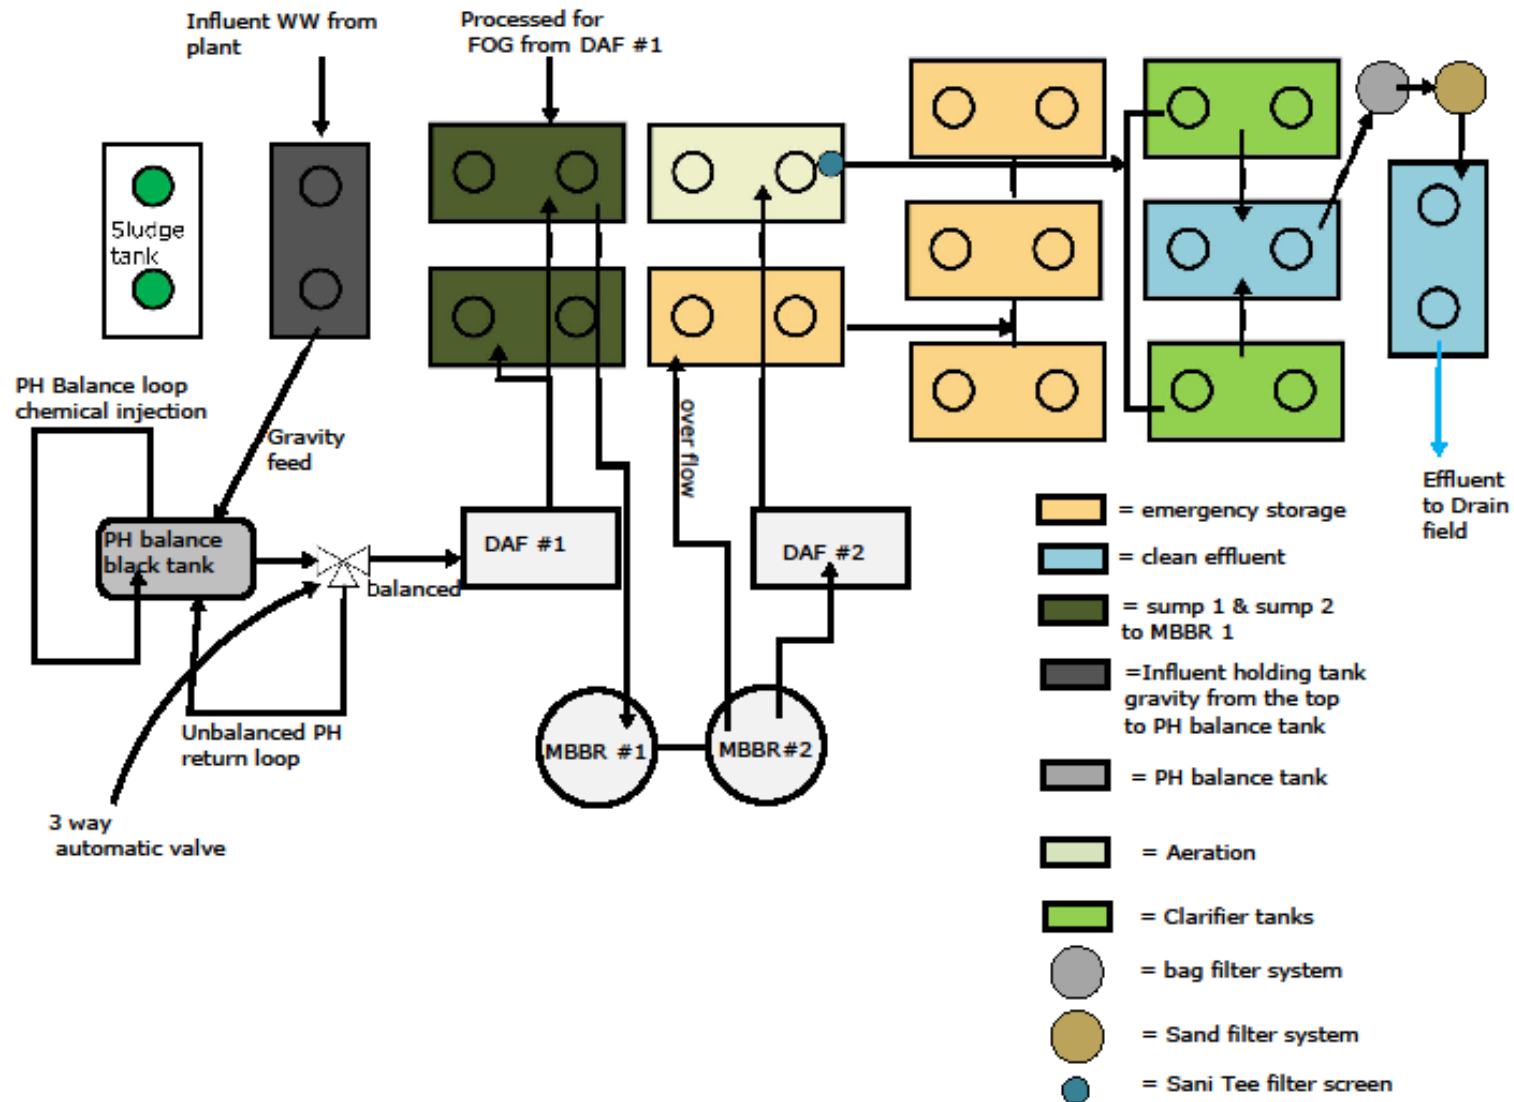 Influent WW from
plant
Processed for
FOG from DAF #1
Sludge
tank
PH Balance loop
chemical injection
Gravity
feed
over flow
PH balance
black tank
balanced
DAF #1
DAF #2
Unbalanced PH
return loop
MBBR #1
MBBR#2
3 way
automatic valve
Effluent
to Drain
field
= emergency storage
= clean effluent
= sump 1 & sump 2
to MBBR 1
=Influent holding tank
gravity from the top
to PH balance tank
= PH balance tank
= Aeration
= Clarifier tanks
= bag filter system
= Sand filter system
= Sani Tee filter screen